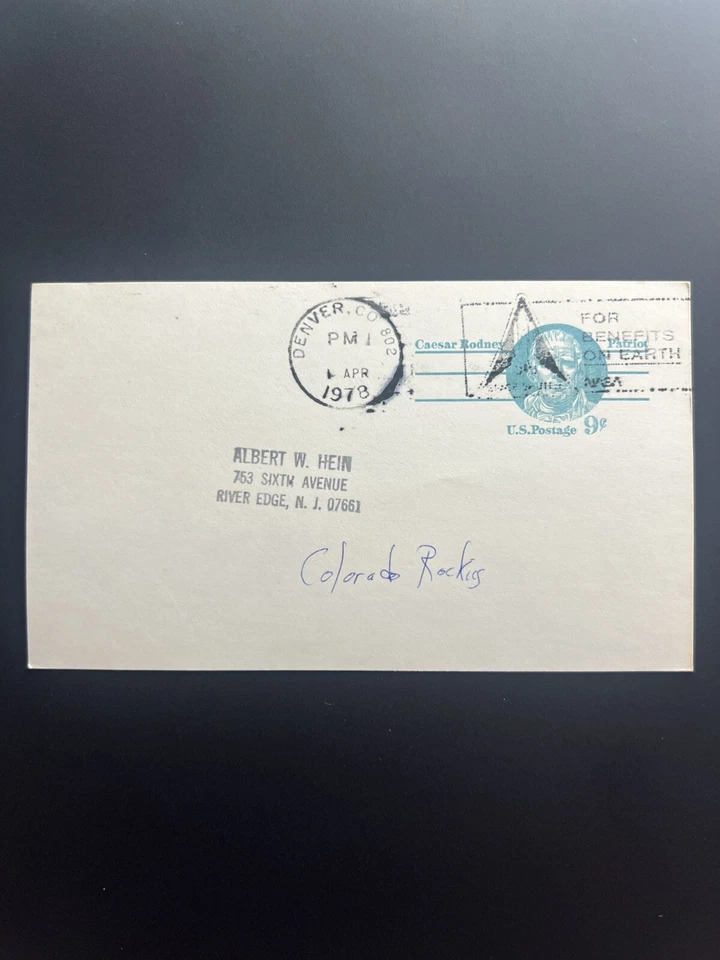 DENVER, CO 802
PM
APR
1978
Caesar Rodney
Patriot
FOR
BENEFITS
ON EARTH
NASA
U.S. Postage 9¢
ALBERT W. HEIN
753 SIXTH AVENUE
RIVER EDGE, N. J. 07661
Colorado Rockies